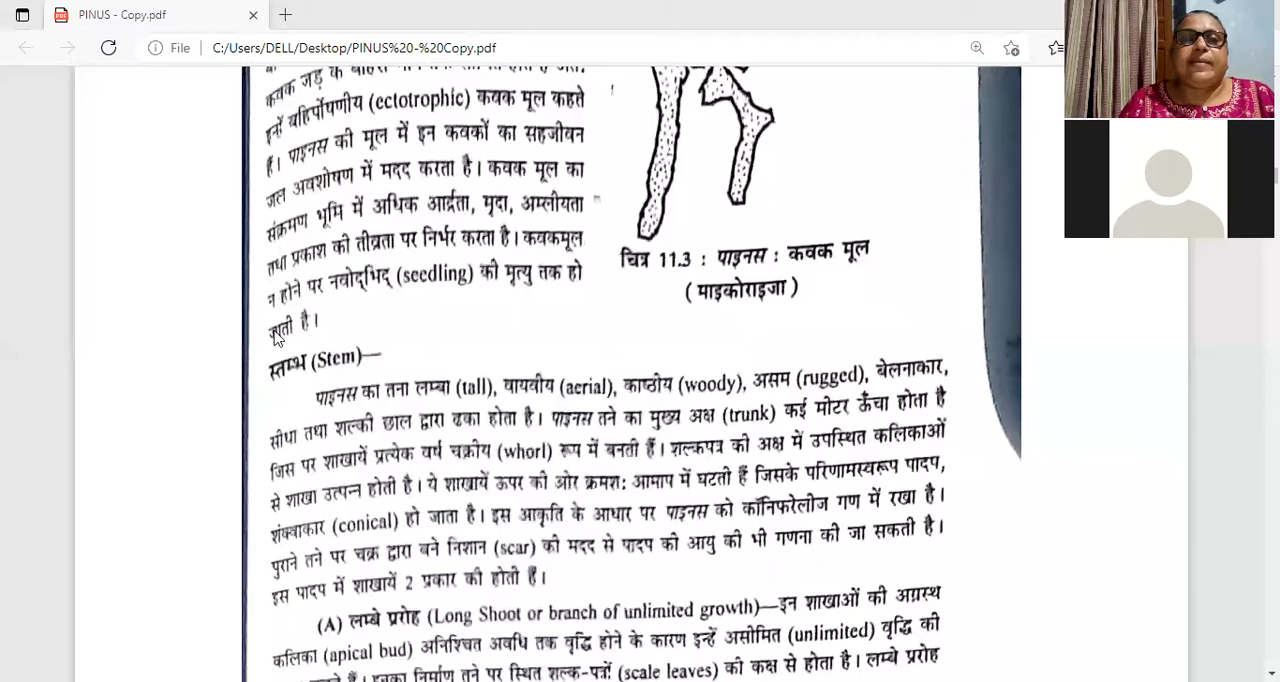 PINUS - Copy.pdf
File C:/Users/DELL/Desktop/PINUS%20-%20Copy.pdf
कवक जड़ के बाहरी
इन्हें बहिर्पोषणीय (ectotrophic) कवक मूल कहते
हैं। पाइनस की मूल में इन कवकों का सहजीवन
जल अवशोषण में मदद करता है। कवक मूल का
संक्रमण भूमि में अधिक आर्द्रता, मृदा, अम्लीयता
तथा प्रकाश की तीव्रता पर निर्भर करता है। कवकमूल
न होने पर नवोद्भिद् (seedling) की मृत्यु तक हो
जाती है।
चित्र 11.3 : पाइनस : कवक मूल
( माइकोराइजा )
स्तम्भ (Stem)—
पाइनस का तना लम्बा (tall), वायवीय (aerial), काष्ठीय (woody), असम (rugged), बेलनाकार,
सीधा तथा शल्की छाल द्वारा ढका होता है। पाइनस तने का मुख्य अक्ष (trunk) कई मीटर ऊँचा होता है
जिस पर शाखायें प्रत्येक वर्ष चक्रीय (whorl) रूप में बनती हैं। शल्कपत्र की अक्ष में उपस्थित कलिकाओं
से शाखा उत्पन्न होती है। ये शाखायें ऊपर की ओर क्रमश: आमाप में घटती हैं जिसके परिणामस्वरूप पादप,
शंक्वाकार (conical) हो जाता है। इस आकृति के आधार पर पाइनस को कॉनिफरेलीज गण में रखा है।
पुराने तने पर चक्र द्वारा बने निशान (scar) की मदद से पादप की आयु की भी गणना की जा सकती है।
इस पादप में शाखायें 2 प्रकार की होती हैं।
(A) लम्बे प्ररोह (Long Shoot or branch of unlimited growth)—इन शाखाओं की अग्रस्थ
कलिका (apical bud) अनिश्चित अवधि तक वृद्धि होने के कारण इन्हें असीमित (unlimited) वृद्धि की
हैं। इनका निर्माण तने पर स्थित शल्क-पत्रों (scale leaves) की कक्ष से होता है। लम्बे प्ररोह